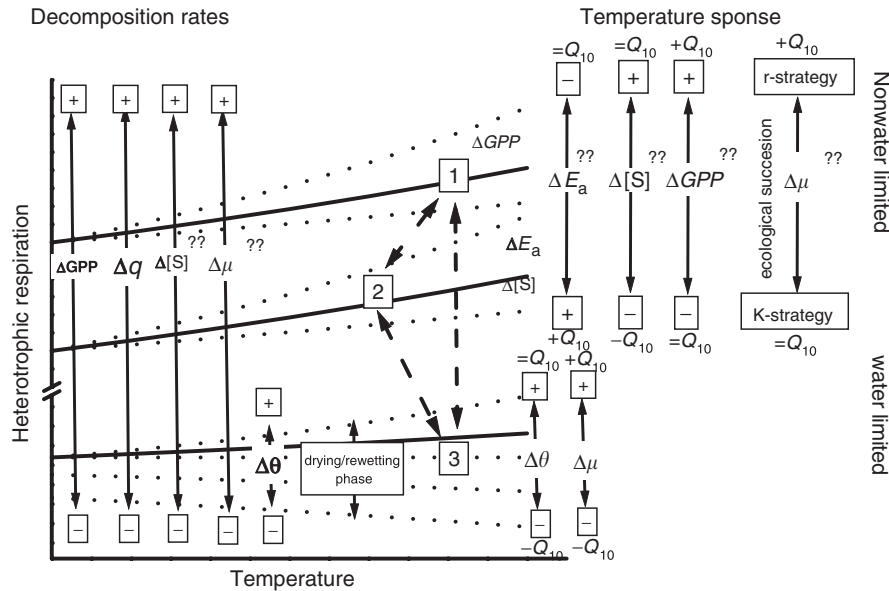 Decomposition rates
Temperature sponse
=Q10 =Q10 +Q10 +Q10
+ + + + − + + r-strategy
Nonwater limited
ΔGPP
1
?? ?? ?? ??
ΔEa Δ[S] ΔGPP Δμ
ecological succesion
Heterotrophic respiration
?? ??
ΔGPP Δq Δ[S] Δμ
ΔEa
2
Δ[S]
+ − − K-strategy
+Q10 −Q10 =Q10 =Q10
water limited
=Q10 +Q10
+ + +
Δθ
drying/rewetting
phase
3
Δθ Δμ
− − − − − − −
−Q10 −Q10
Temperature